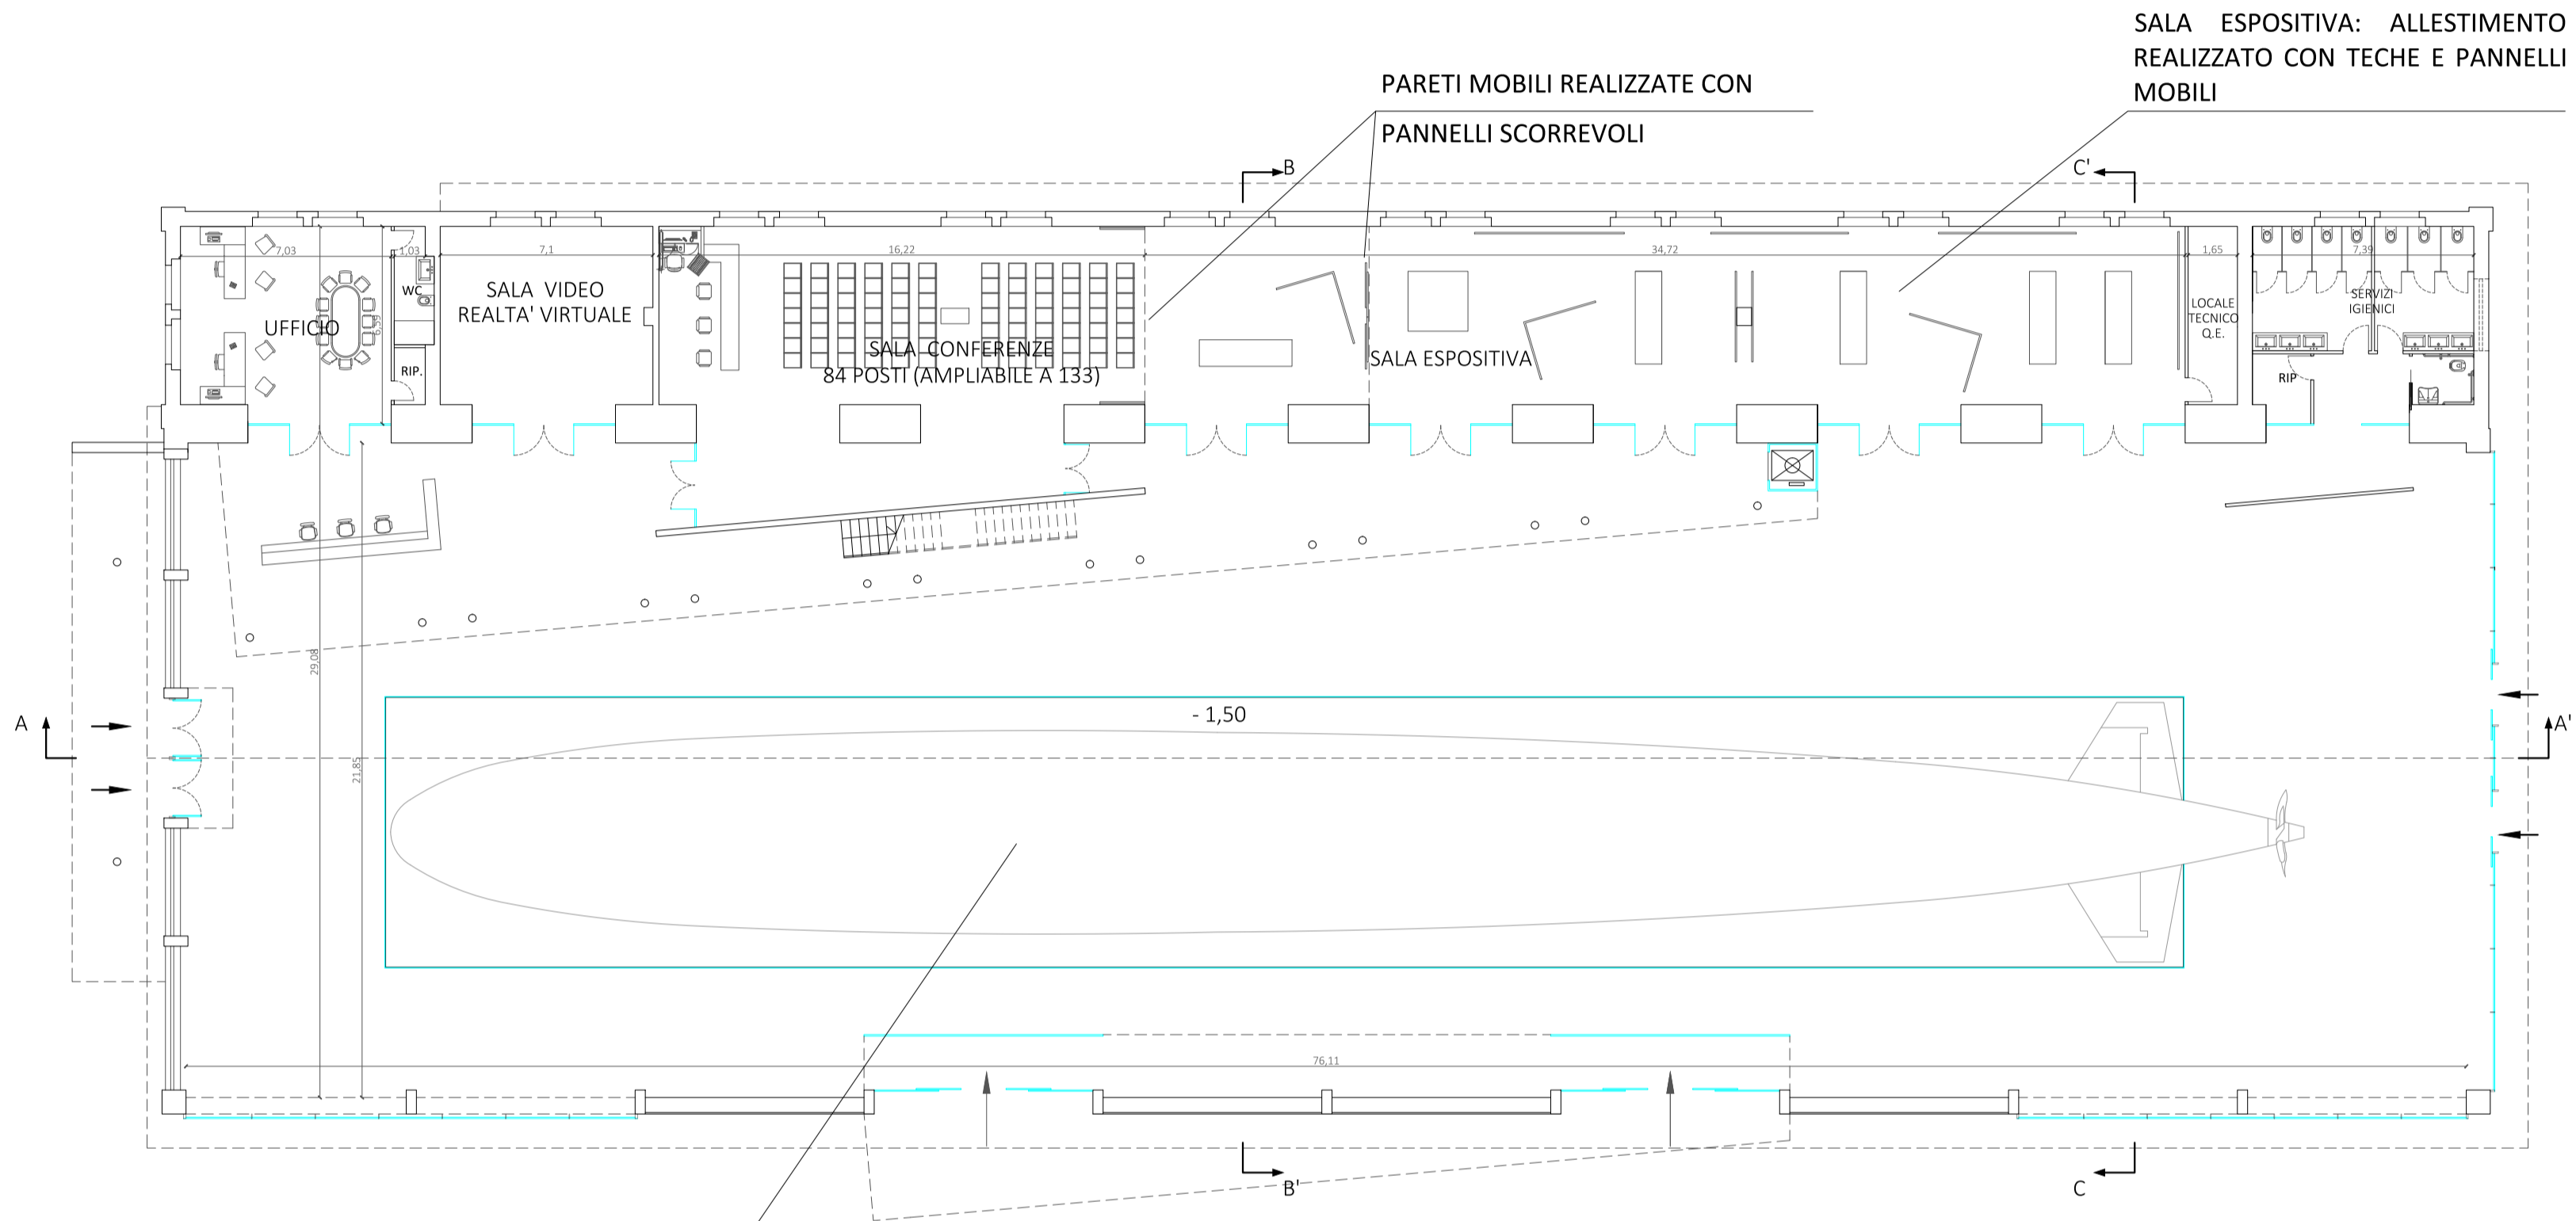 SALA ESPOSITIVA: ALLESTIMENTO
REALIZZATO CON TECHE E PANNELLI
MOBILI
PARETI MOBILI REALIZZATE CON
PANNELLI SCORREVOLI
B
C'
7,03
1,03
7,1
16,22
34,72
1,65
7,39
WC
SALA VIDEO
REALTA' VIRTUALE
UFFICIO
6,59
RIP.
SALA CONFERENZE
84 POSTI (AMPLIABILE A 133)
SALA ESPOSITIVA
LOCALE
TECNICO
Q.E.
SERVIZI
IGIENICI
RIP
29,08
21,85
A
- 1,50
A'
76,11
B'
C